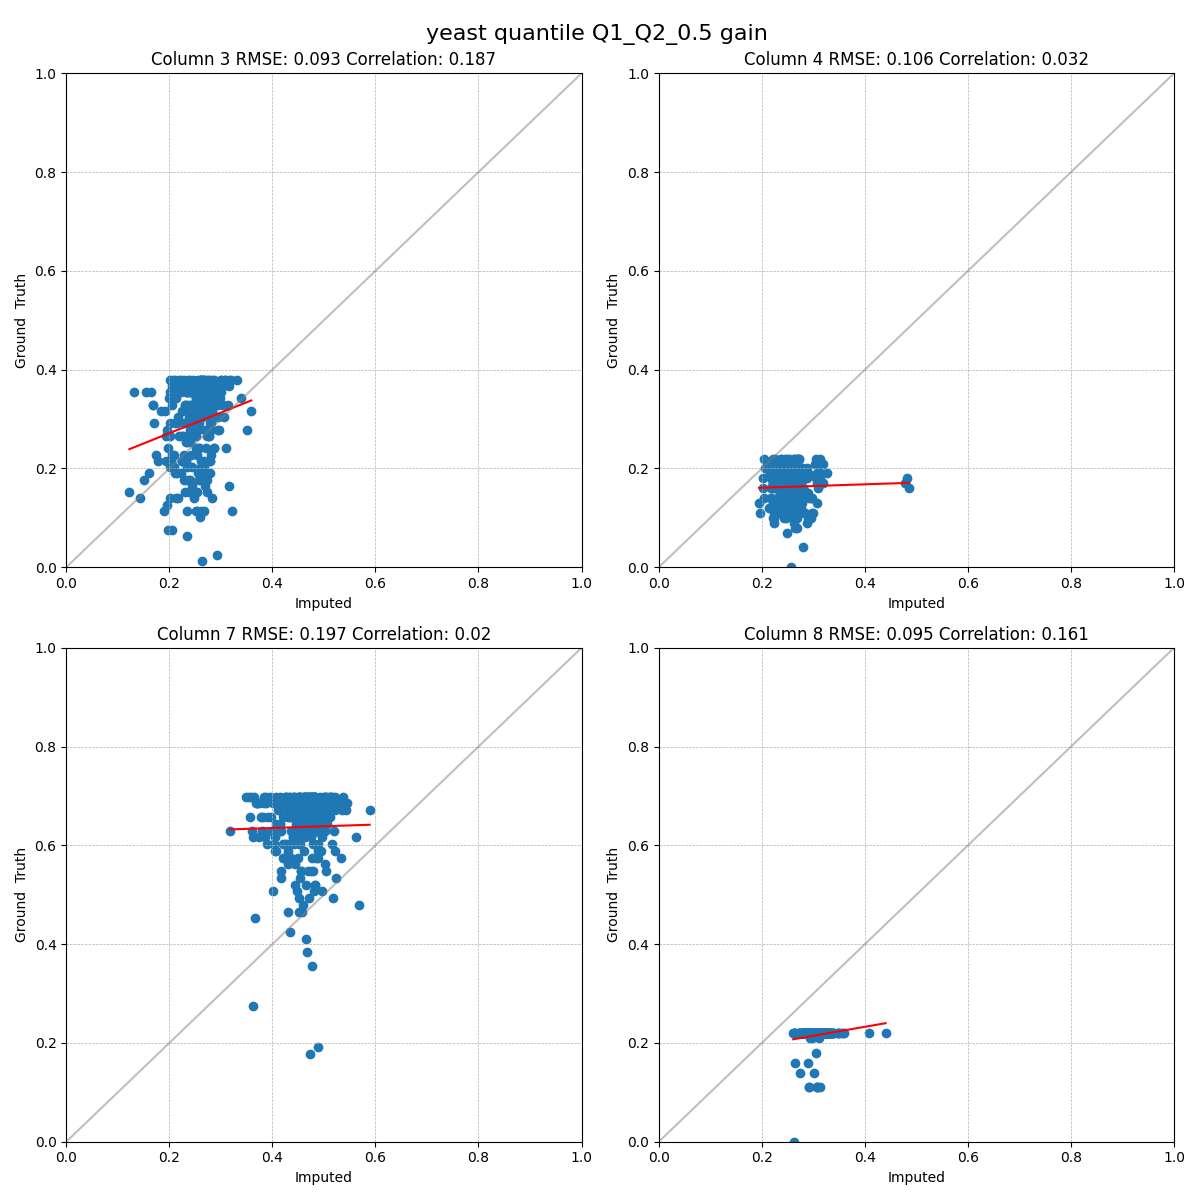 yeast quantile Q1_Q2_0.5 gain
Column 3 RMSE: 0.093 Correlation: 0.187
1.0
0.8
0.6
0.4
0.2
0.0
Ground Truth
0.0 0.2 0.4 0.6 0.8 1.0
Imputed
Column 4 RMSE: 0.106 Correlation: 0.032
1.0
0.8
0.6
0.4
0.2
0.0
Ground Truth
0.0 0.2 0.4 0.6 0.8 1.0
Imputed
Column 7 RMSE: 0.197 Correlation: 0.02
1.0
0.8
0.6
0.4
0.2
0.0
Ground Truth
0.0 0.2 0.4 0.6 0.8 1.0
Imputed
Column 8 RMSE: 0.095 Correlation: 0.161
1.0
0.8
0.6
0.4
0.2
0.0
Ground Truth
0.0 0.2 0.4 0.6 0.8 1.0
Imputed